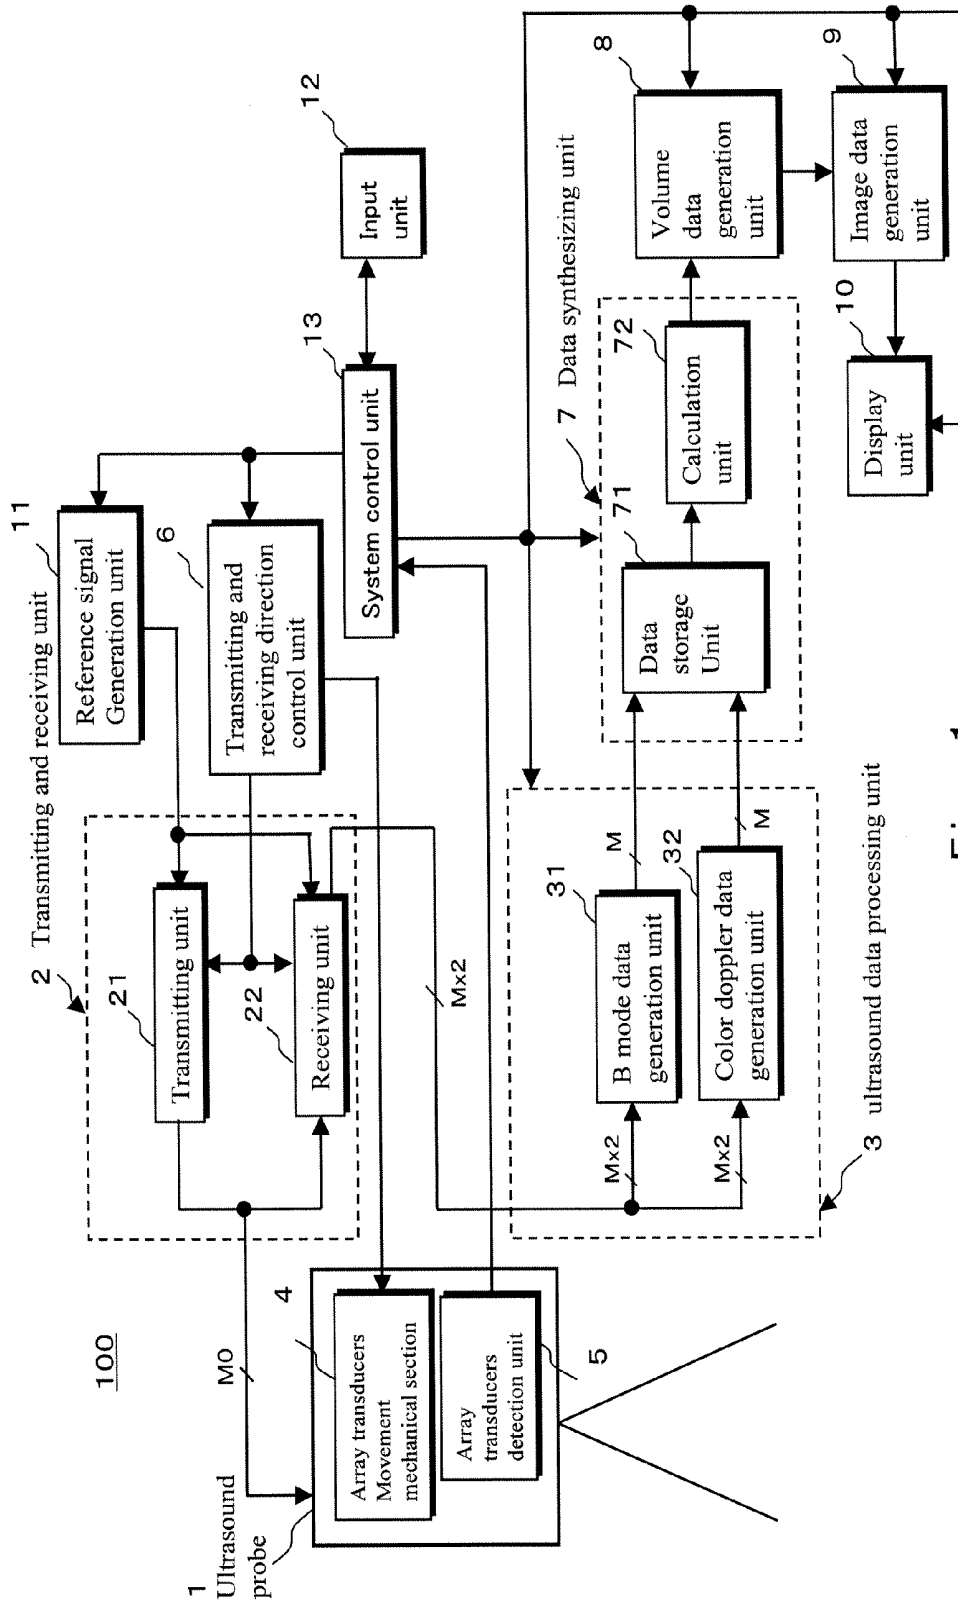 100
1
Ultrasound
probe
M0
Array transducers
Movement
mechanical section
4
Array
transducers
detection unit
5
2
Transmitting and receiving unit
Transmitting unit
21
22
Receiving unit
Mx2
11
Reference signal
Generation unit
6
Transmitting and
receiving direction
control unit
13
System control unit
12
Input
unit
Mx2
Mx2
31
B mode data
generation unit
32
Color doppler data
generation unit
M
M
3
ultrasound data processing unit
7
Data synthesizing unit
71
Data
storage
Unit
72
Calculation
unit
8
Volume
data
generation
unit
9
Image data
generation
unit
10
Display
unit